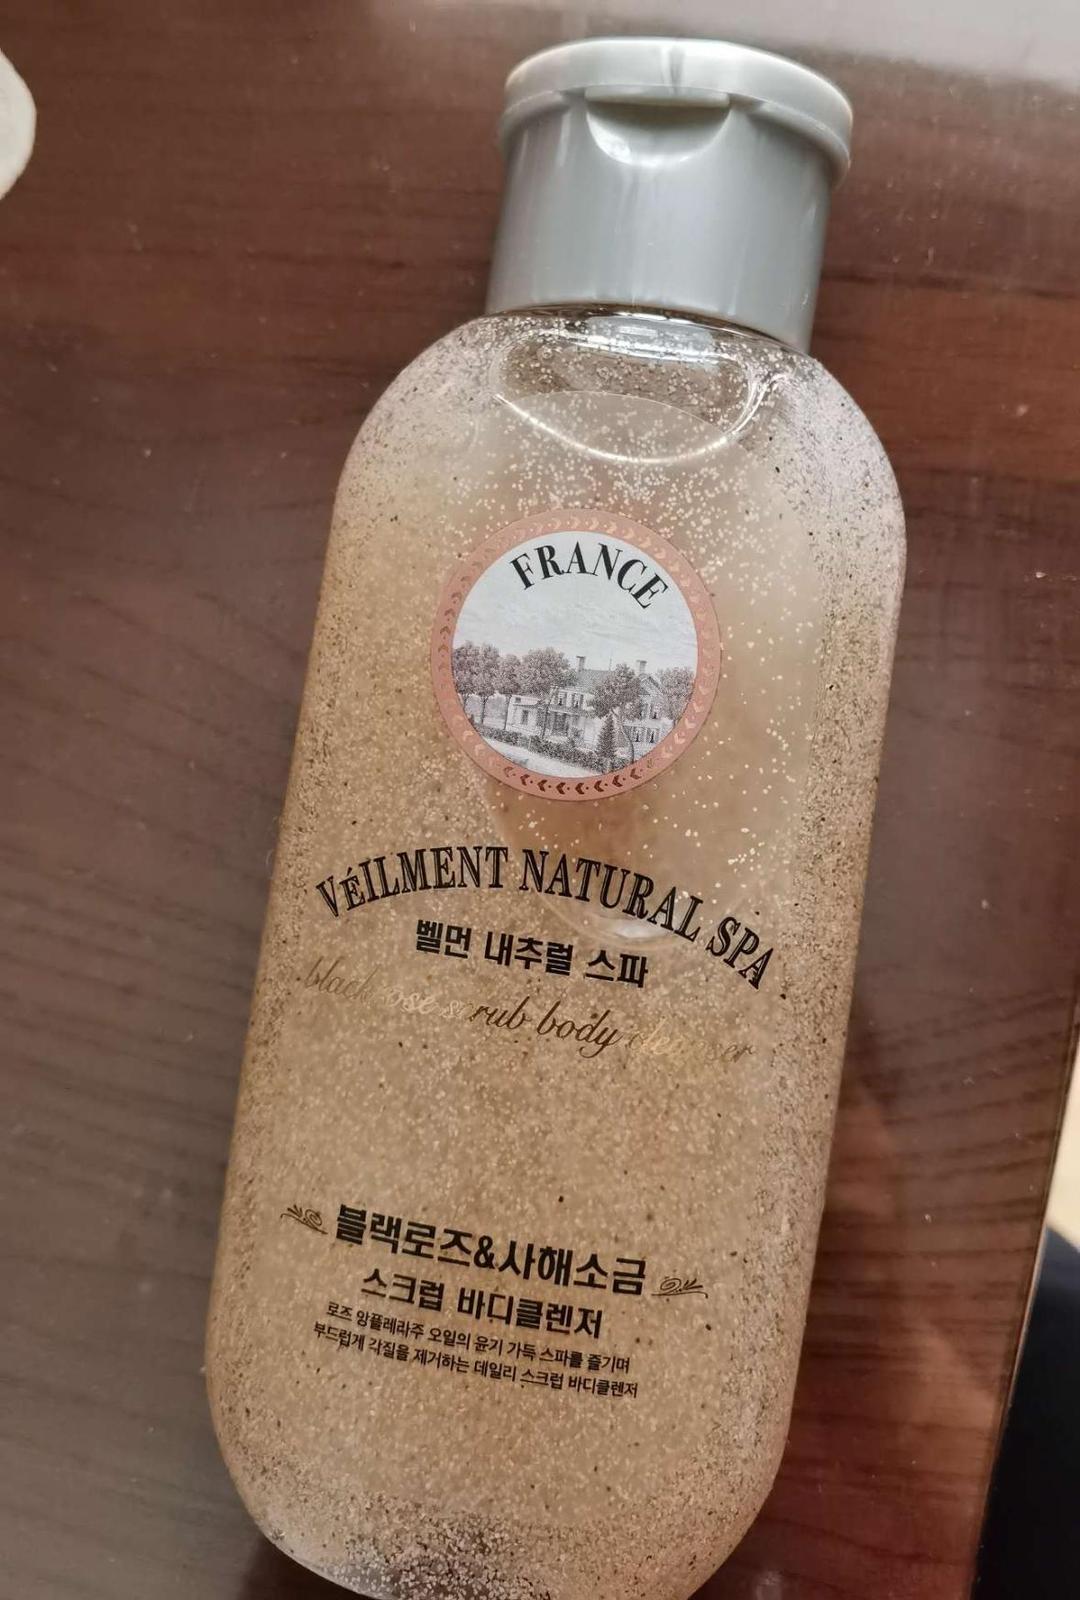 FRANCE
VÉILMENT NATURAL SPA
벨먼 내추럴 스파
black rose scrub body cleanser
블랙로즈&사해소금
스크럽 바디클렌저
로즈 앙플레라주 오일의 윤기 가득 스파를 즐기며
부드럽게 각질을 제거하는 데일리 스크럽 바디클렌저